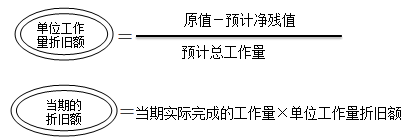 单位工作
量折旧额
=
原值-预计净残值
预计总工作量
当期的
折旧额
=当期实际完成的工作量×单位工作量折旧额